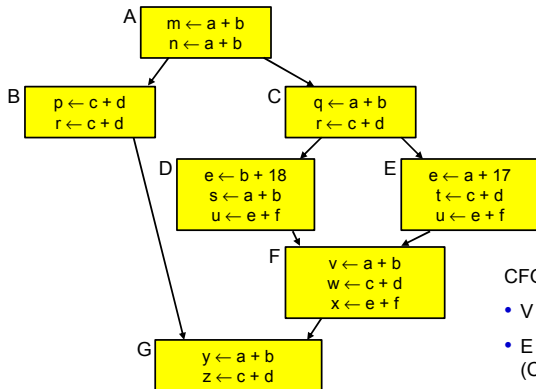 A
m ← a + b
n ← a + b
B
p ← c + d
r ← c + d
C
q ← a + b
r ← c + d
D
e ← b + 18
s ← a + b
u ← e + f
E
e ← a + 17
t ← c + d
u ← e + f
F
v ← a + b
w ← c + d
x ← e + f
G
y ← a + b
z ← c + d
CFG
• V
• E
(C